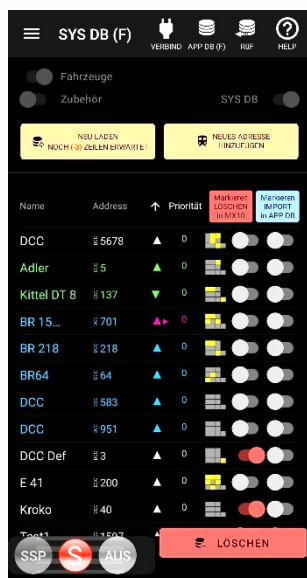 SYS DB (F)
VERBIND APP DB (F) RÜF HELP
Fahrzeuge
Zubehör SYS DB
NEU LADEN
NOCH (-3) ZEILEN ERWARTET
NEUES ADRESSE
HINZUFÜGEN
Name Address Priorität
Markieren
LÖSCHEN
in MX10
Markieren
IMPORT
in APP DB
DCC 5678 0
Adler 5 0
Kittel DT 8 137 0
BR 15... 701 0
BR 218 218 0
BR64 64 0
DCC 583 0
DCC 951 0
DCC Def 3 0
E 41 200 0
Kroko 40 0
LÖSCHEN
SSP S AUS